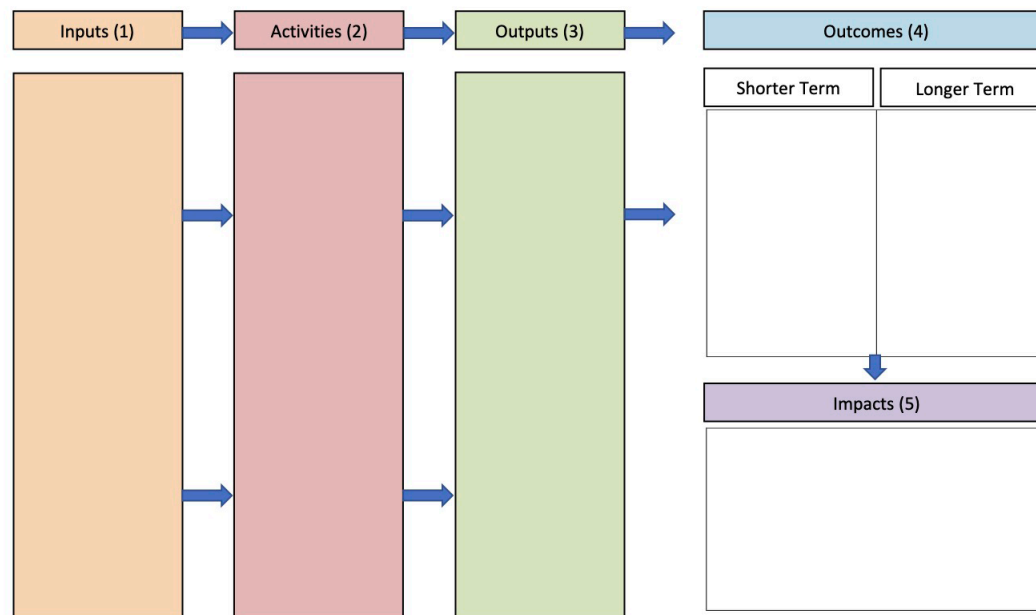 Inputs (1)
Activities (2)
Outputs (3)
Outcomes (4)
Shorter Term
Longer Term
Impacts (5)